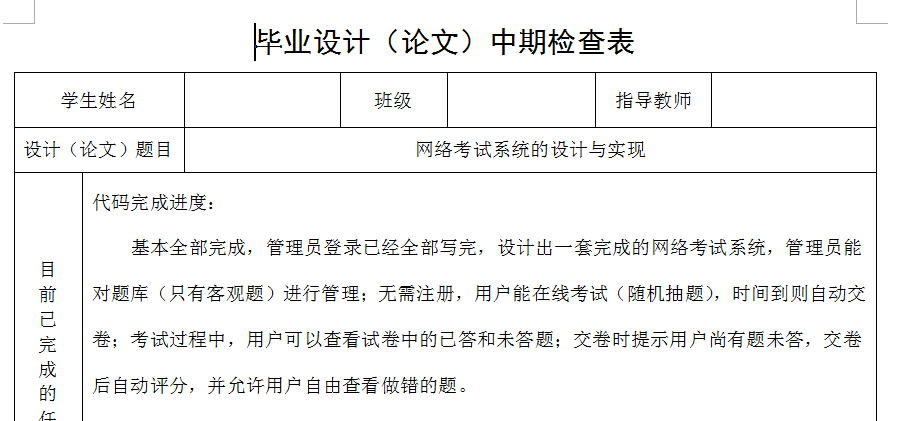 毕业设计（论文）中期检查表
学生姓名 班级 指导教师
设计（论文）题目 网络考试系统的设计与实现
目前已完成的任
代码完成进度：
基本全部完成，管理员登录已经全部写完，设计出一套完成的网络考试系统，管理员能
对题库（只有客观题）进行管理；无需注册，用户能在线考试（随机抽题），时间到则自动交
卷；考试过程中，用户可以查看试卷中的已答和未答题；交卷时提示用户尚有题未答，交卷
后自动评分，并允许用户自由查看做错的题。